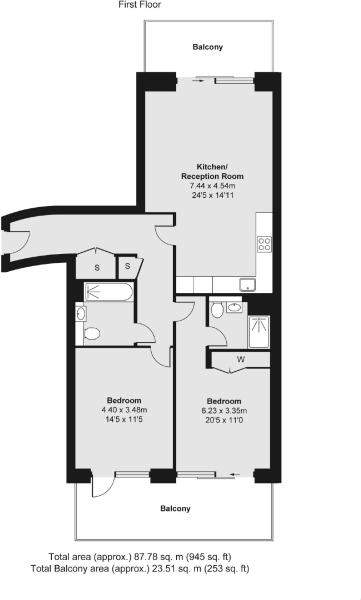 First Floor
Balcony
Kitchen/
Reception Room
7.44 x 4.54m
24'5 x 14'11
S
S
W
Bedroom
4.40 x 3.48m
14'5 x 11'5
Bedroom
6.23 x 3.35m
20'5 x 11'0
Balcony
Total area (approx.) 87.78 sq. m (945 sq. ft)
Total Balcony area (approx.) 23.51 sq. m (253 sq. ft)